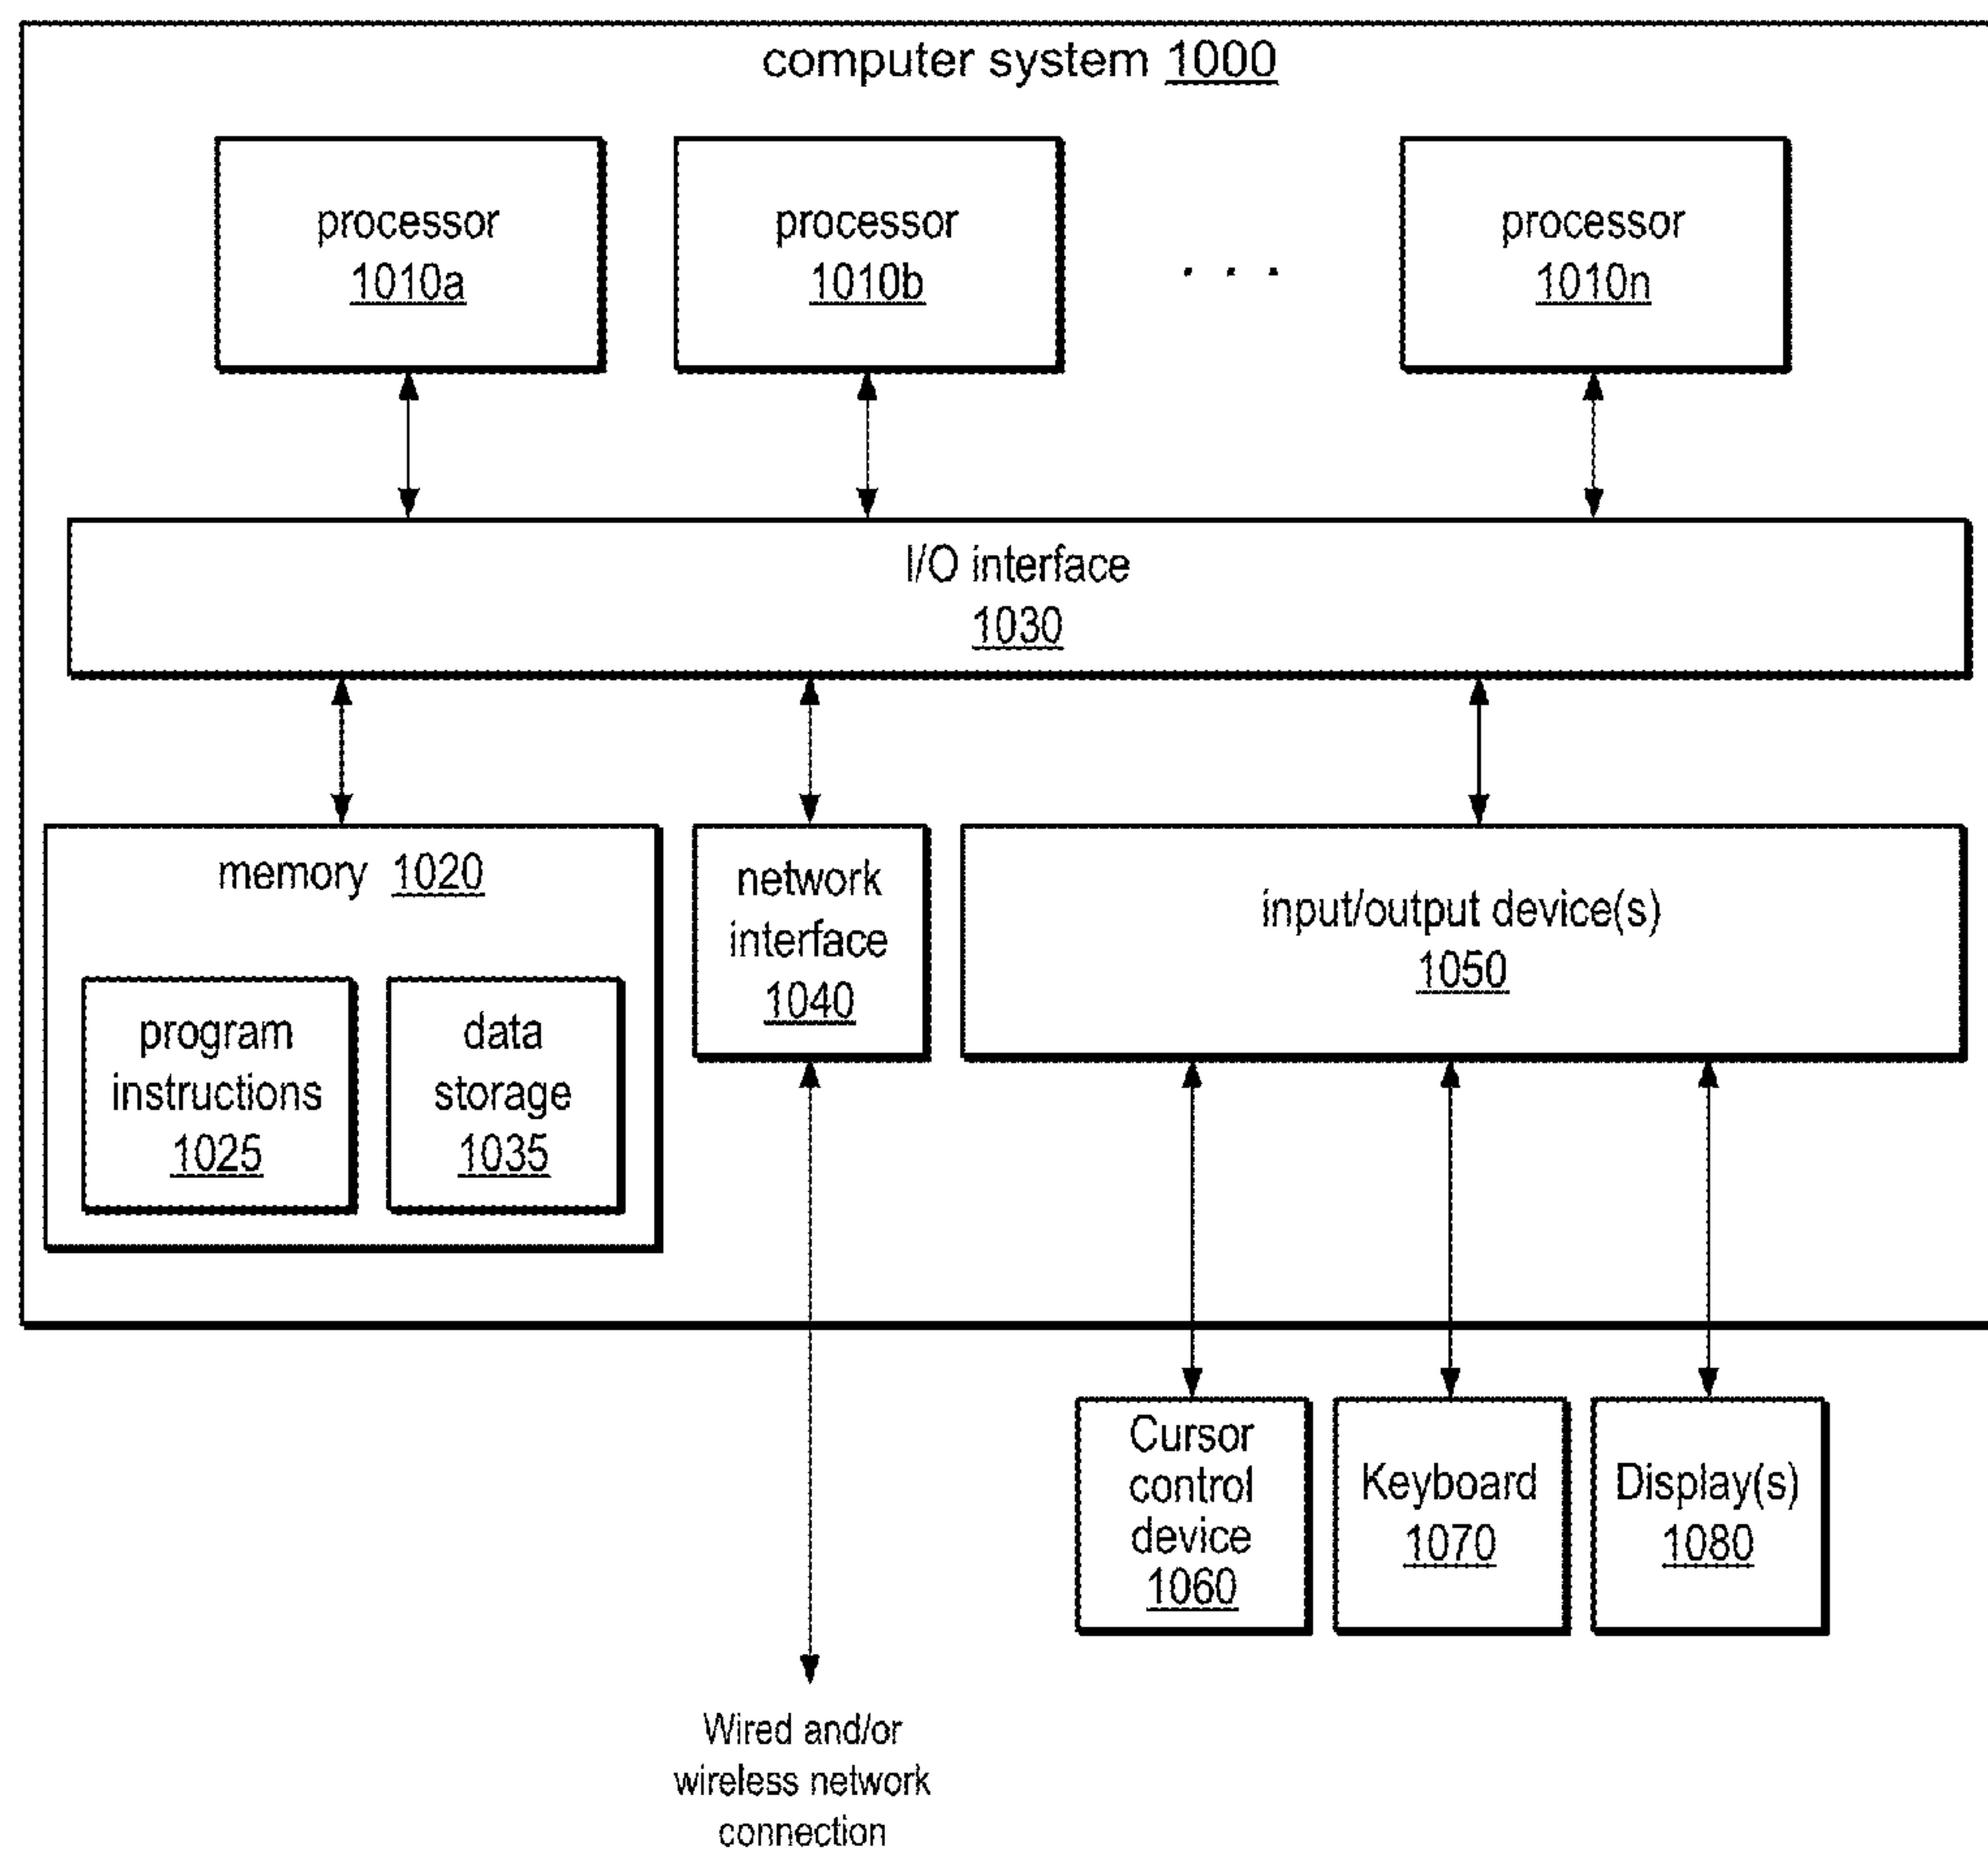 computer system 1000
processor
1010a
processor
1010b
. . .
processor
1010n
I/O interface
1030
memory 1020
program
instructions
1025
data
storage
1035
network
interface
1040
input/output device(s)
1050
Cursor
control
device
1060
Keyboard
1070
Display(s)
1080
Wired and/or
wireless network
connection